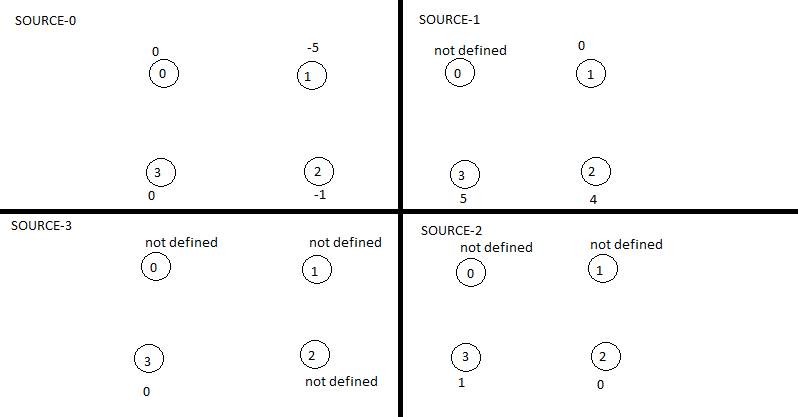 SOURCE-0
0
-5
0
1
3
2
0
-1
SOURCE-1
not defined
0
0
1
3
2
5
4
SOURCE-3
not defined
not defined
0
1
3
2
0
not defined
SOURCE-2
not defined
not defined
0
1
3
2
1
0